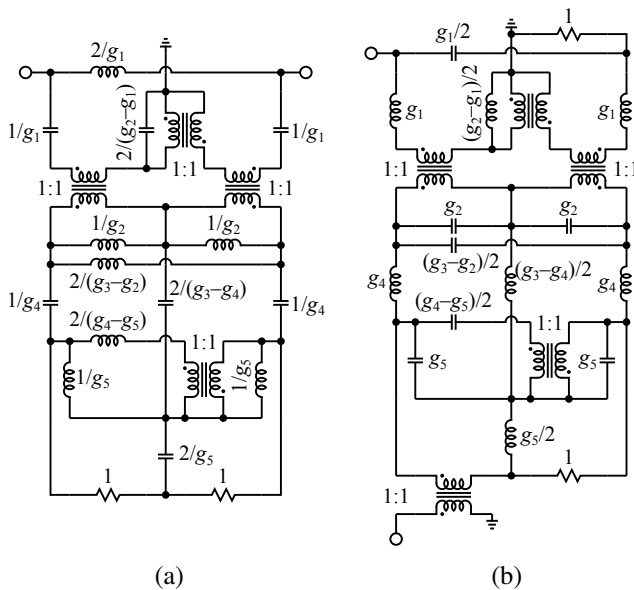 2/g₁
1/g₁
2/(g₂–g₁)
1/g₁
1:1
1:1
1:1
1/g₂
1/g₂
2/(g₃–g₂)
1/g₄
2/(g₃–g₄)
1/g₄
2/(g₄–g₅)
1:1
1/g₅
1/g₅
2/g₅
1
1
(a)
1
g₁/2
g₁
(g₂–g₁)/2
g₁
1:1
1:1
1:1
g₂
g₂
(g₃–g₂)/2
g₄
(g₃–g₄)/2
g₄
(g₄–g₅)/2
1:1
g₅
g₅
g₅/2
1
1:1
(b)